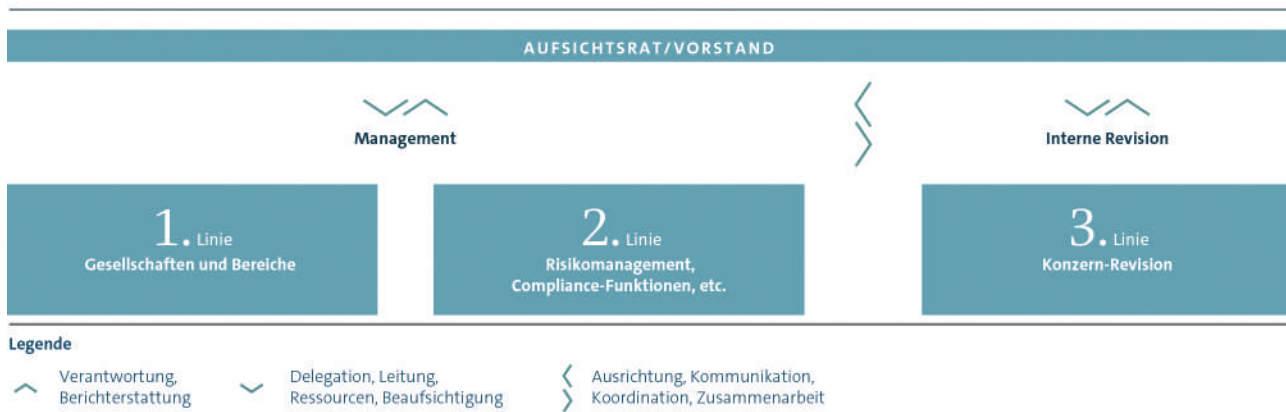 AUFSICHTSRAT/VORSTAND
Management
Interne Revision
1. Linie
Gesellschaften und Bereiche
2. Linie
Risikomanagement,
Compliance-Funktionen, etc.
3. Linie
Konzern-Revision
Legende
Verantwortung,
Berichterstattung
Delegation, Leitung,
Ressourcen, Beaufsichtigung
Ausrichtung, Kommunikation,
Koordination, Zusammenarbeit